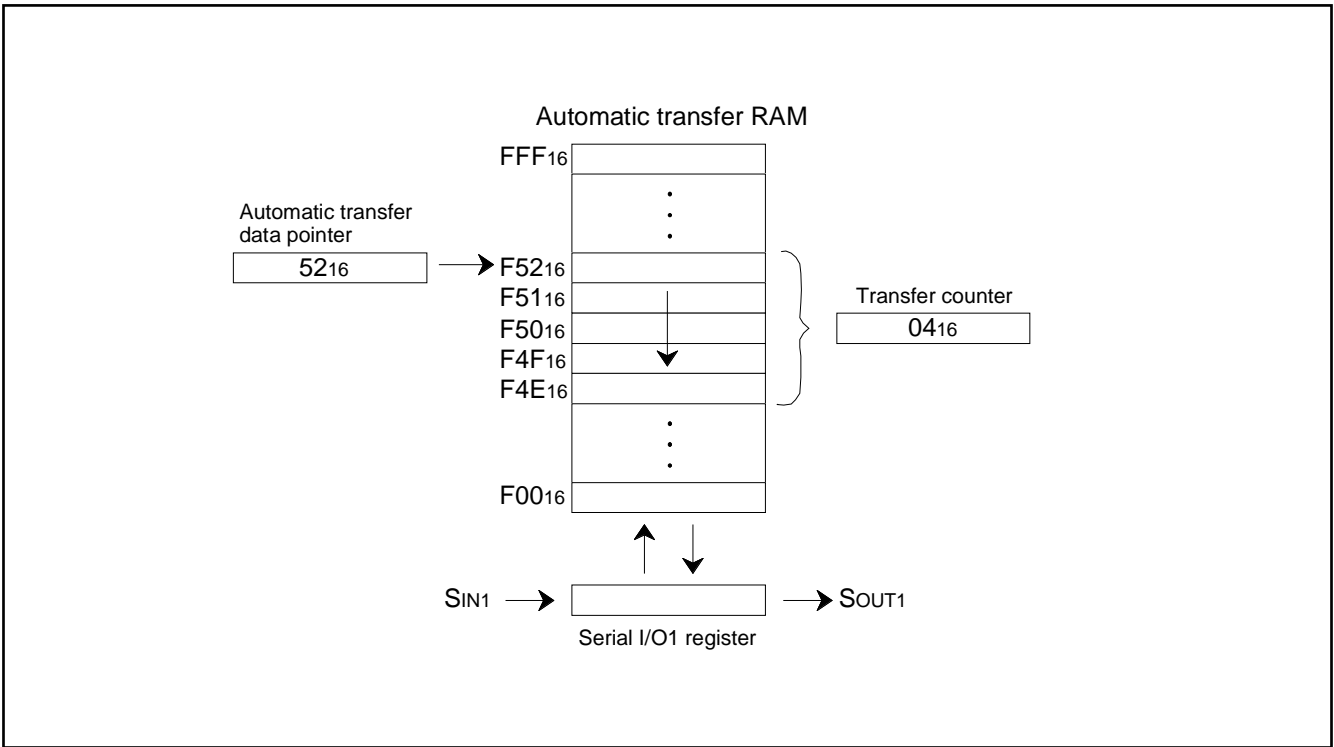 Automatic transfer RAM
FFF16
Automatic transfer
data pointer
5216
F5216
F5116
F5016
F4F16
F4E16
Transfer counter
0416
F0016
SIN1
SOUT1
Serial I/O1 register